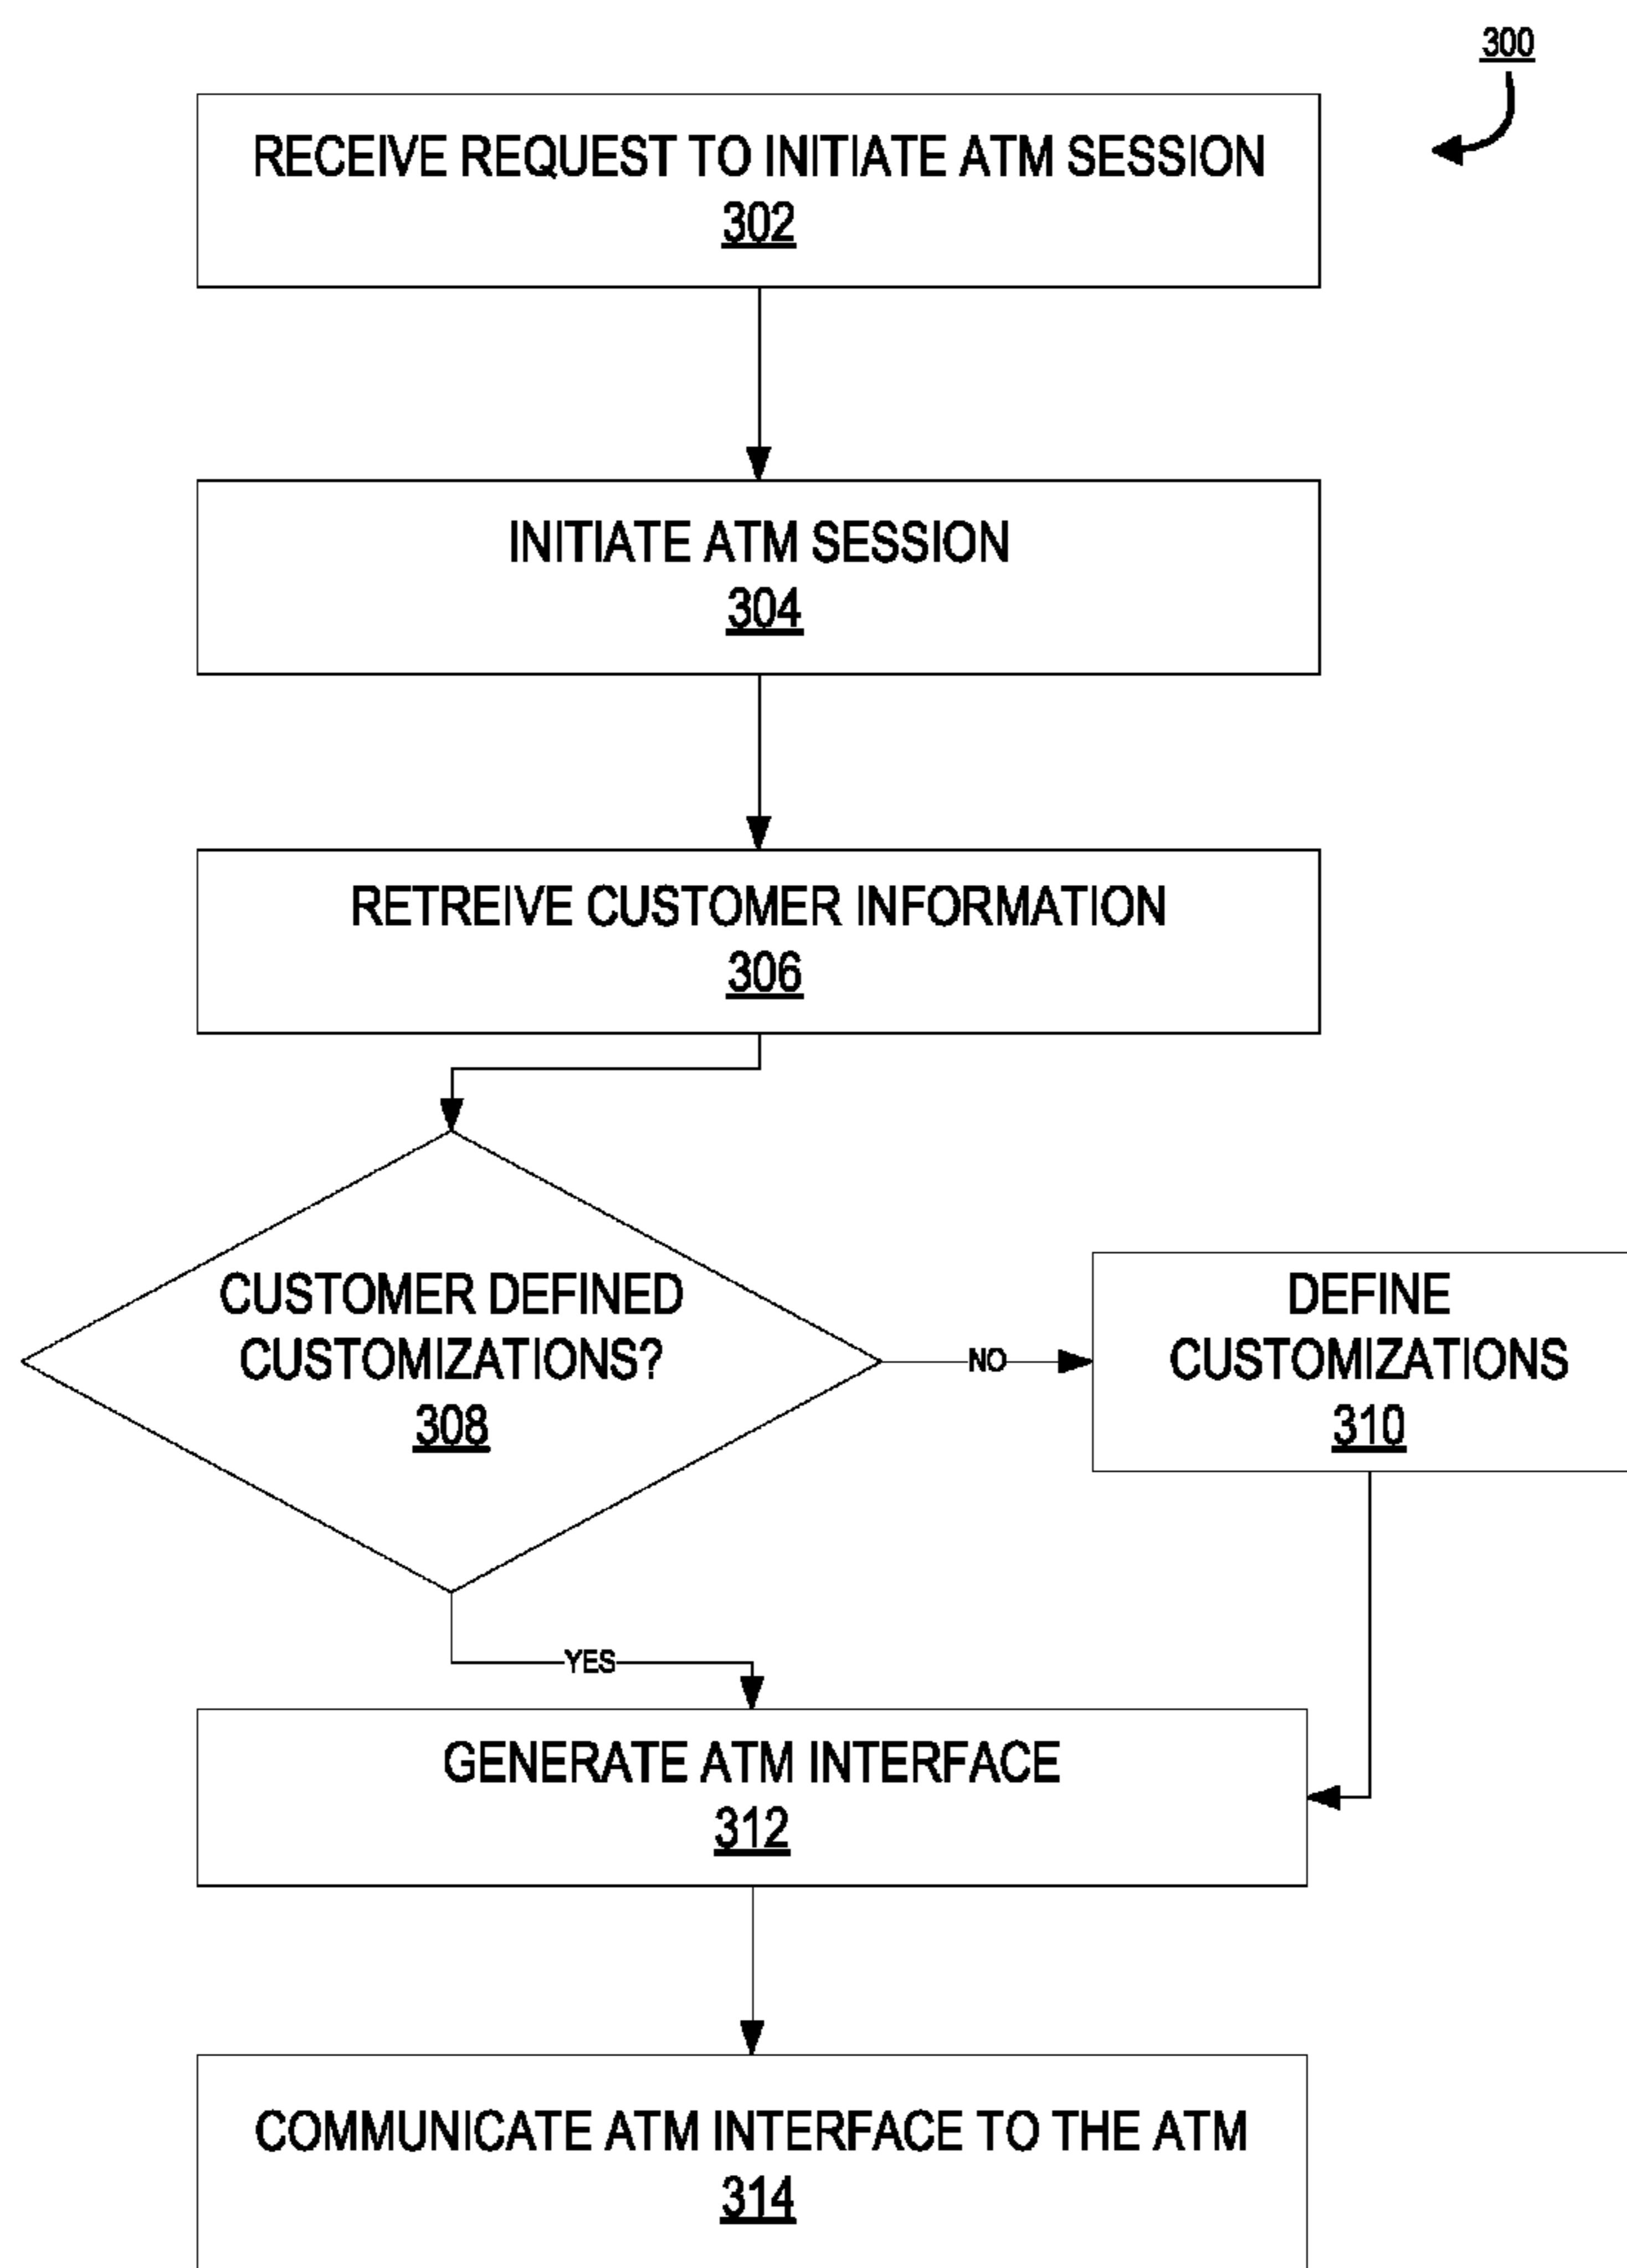 300
RECEIVE REQUEST TO INITIATE ATM SESSION
302
INITIATE ATM SESSION
304
RETREIVE CUSTOMER INFORMATION
306
CUSTOMER DEFINED
CUSTOMIZATIONS?
308
NO
DEFINE
CUSTOMIZATIONS
310
YES
GENERATE ATM INTERFACE
312
COMMUNICATE ATM INTERFACE TO THE ATM
314